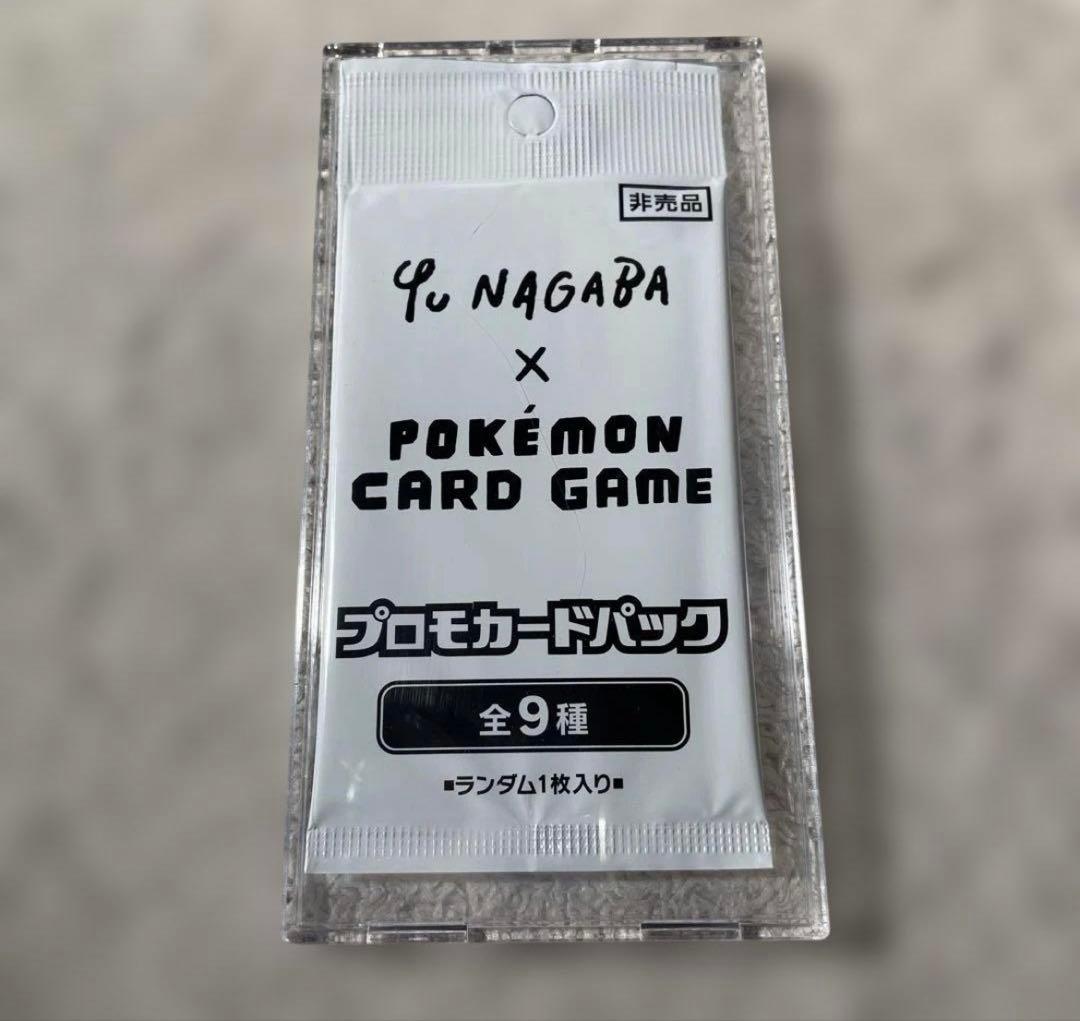 非売品
Yu NAGABA
×
POKÉMON
CARD GAME
プロモカードパック
全9種
■ランダム1枚入り■